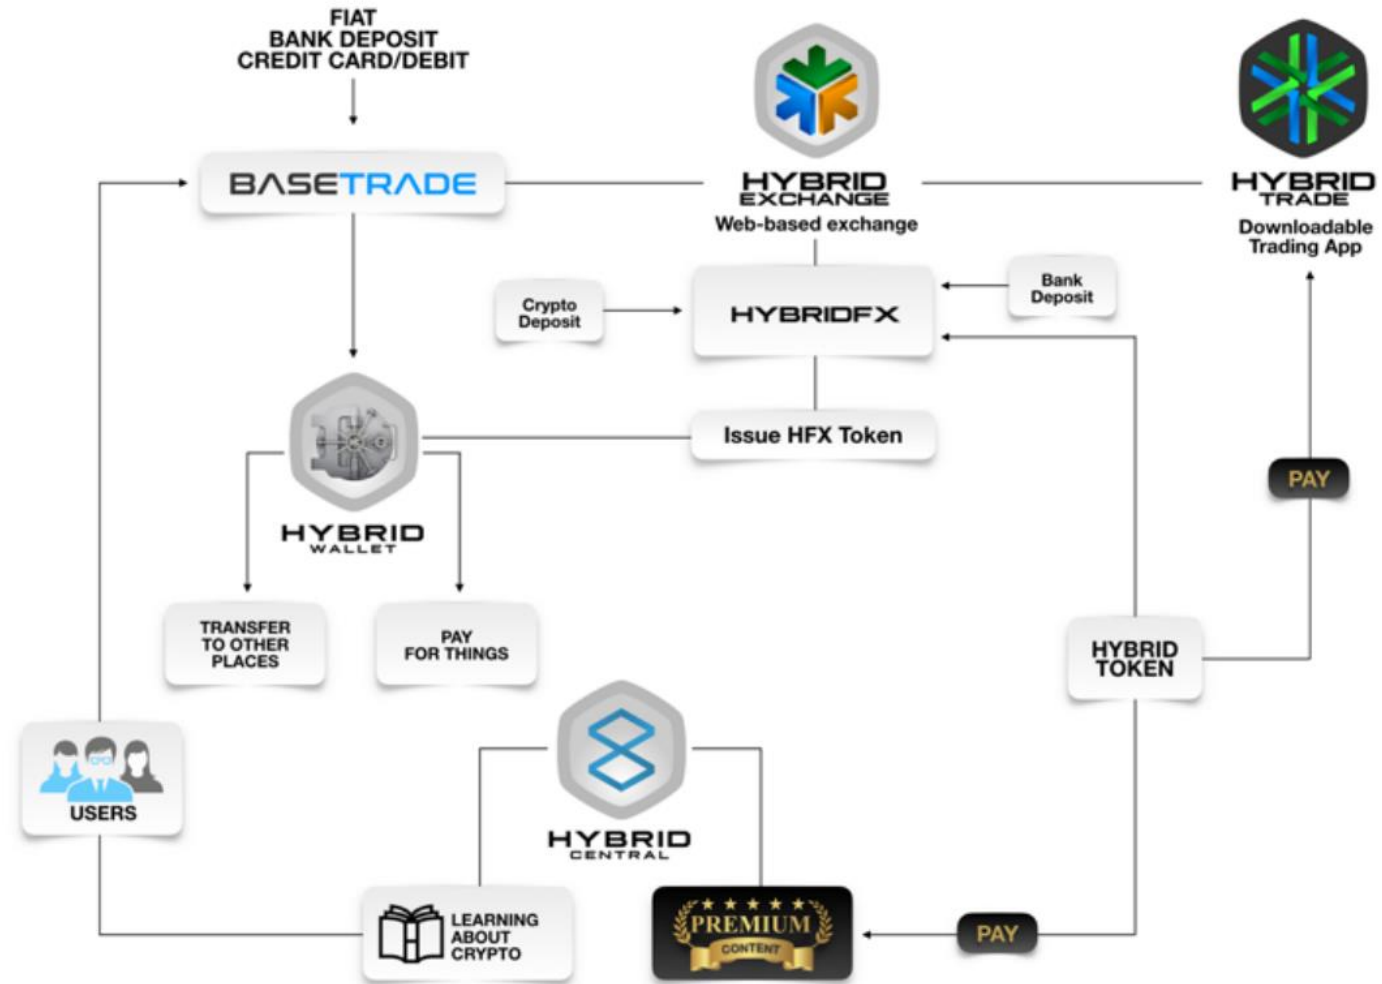 FIAT
BANK DEPOSIT
CREDIT CARD/DEBIT
BASETRADE
HYBRID
EXCHANGE
Web-based exchange
HYBRID
TRADE
Downloadable
Trading App
Crypto
Deposit
HYBRIDFX
Bank
Deposit
Issue HFX Token
HYBRID
WALLET
PAY
TRANSFER
TO OTHER
PLACES
PAY
FOR THINGS
HYBRID
TOKEN
USERS
HYBRID
CENTRAL
LEARNING
ABOUT
CRYPTO
PREMIUM
CONTENT
PAY